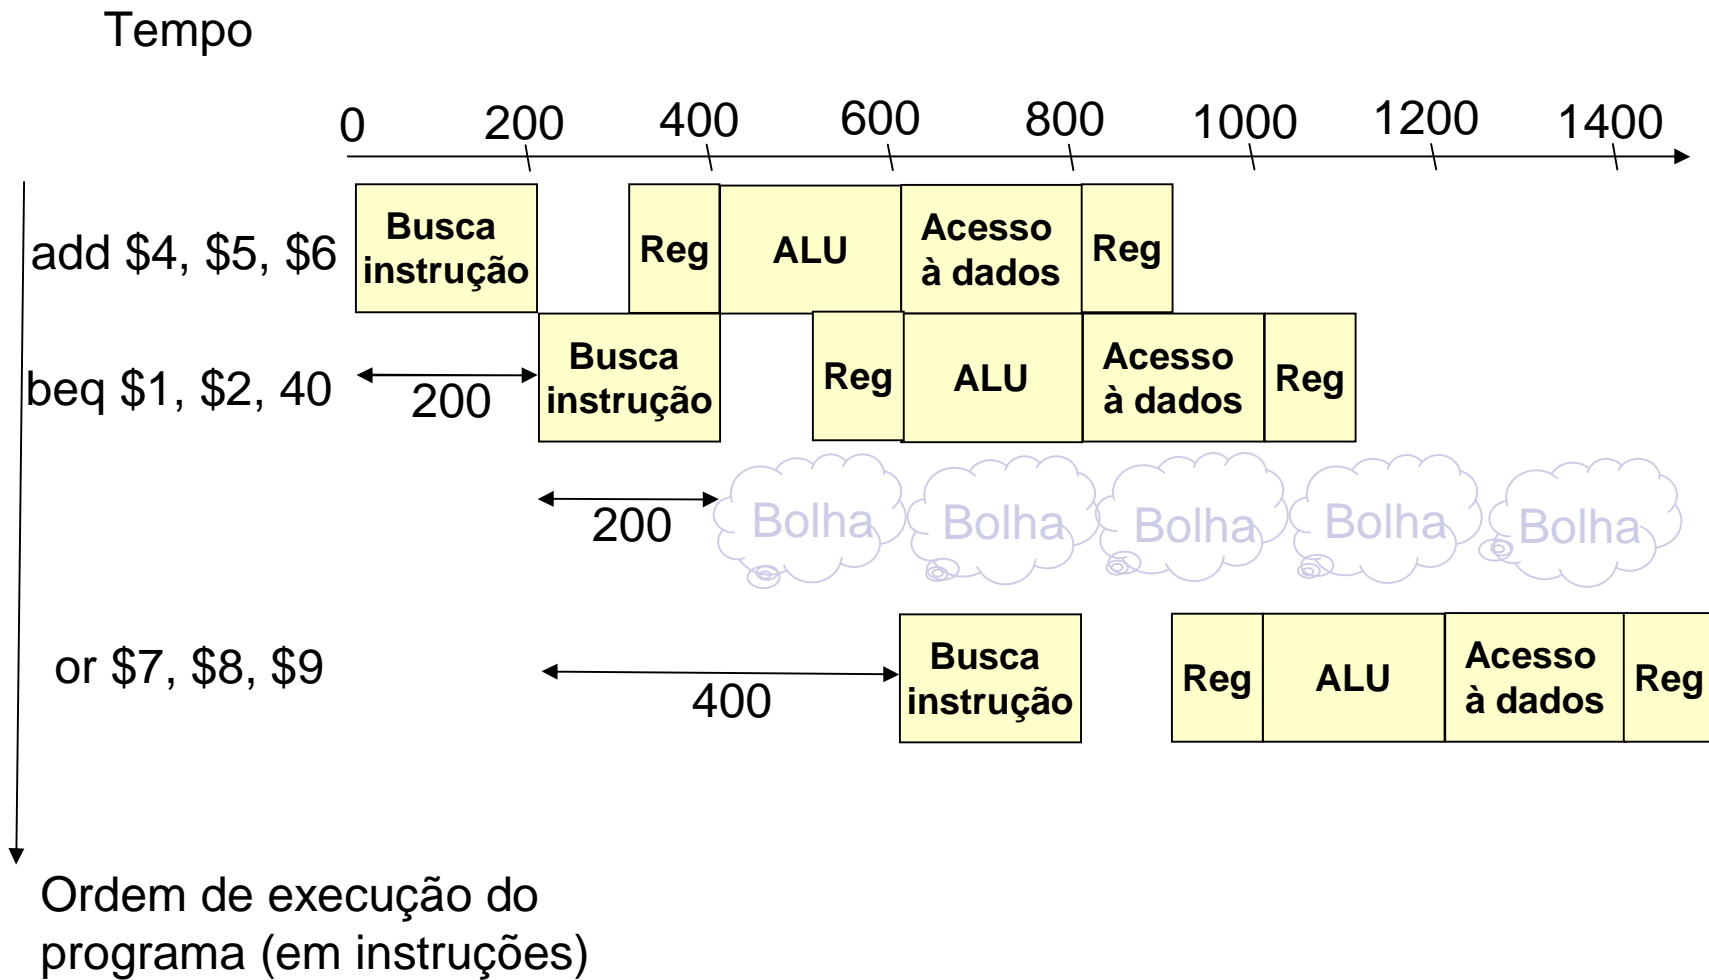 Tempo
0 200 400 600 800 1000 1200 1400
add $4, $5, $6
Busca
instrução
Reg
ALU
Acesso
à dados
Reg
beq $1, $2, 40
200
Busca
instrução
Reg
ALU
Acesso
à dados
Reg
200
Bolha Bolha Bolha Bolha Bolha
or $7, $8, $9
400
Busca
instrução
Reg
ALU
Acesso
à dados
Reg
Ordem de execução do
programa (em instruções)